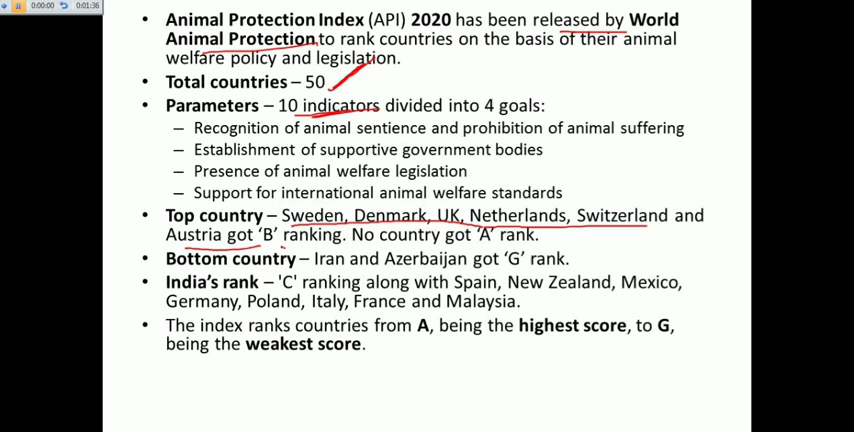 0:00:00 0:01:36
• Animal Protection Index (API) 2020 has been released by World
Animal Protection to rank countries on the basis of their animal
welfare policy and legislation.
• Total countries – 50
• Parameters – 10 indicators divided into 4 goals:
– Recognition of animal sentience and prohibition of animal suffering
– Establishment of supportive government bodies
– Presence of animal welfare legislation
– Support for international animal welfare standards
• Top country – Sweden, Denmark, UK, Netherlands, Switzerland and
Austria got ‘B’ ranking. No country got ‘A’ rank.
• Bottom country – Iran and Azerbaijan got ‘G’ rank.
• India’s rank – 'C' ranking along with Spain, New Zealand, Mexico,
Germany, Poland, Italy, France and Malaysia.
• The index ranks countries from A, being the highest score, to G,
being the weakest score.